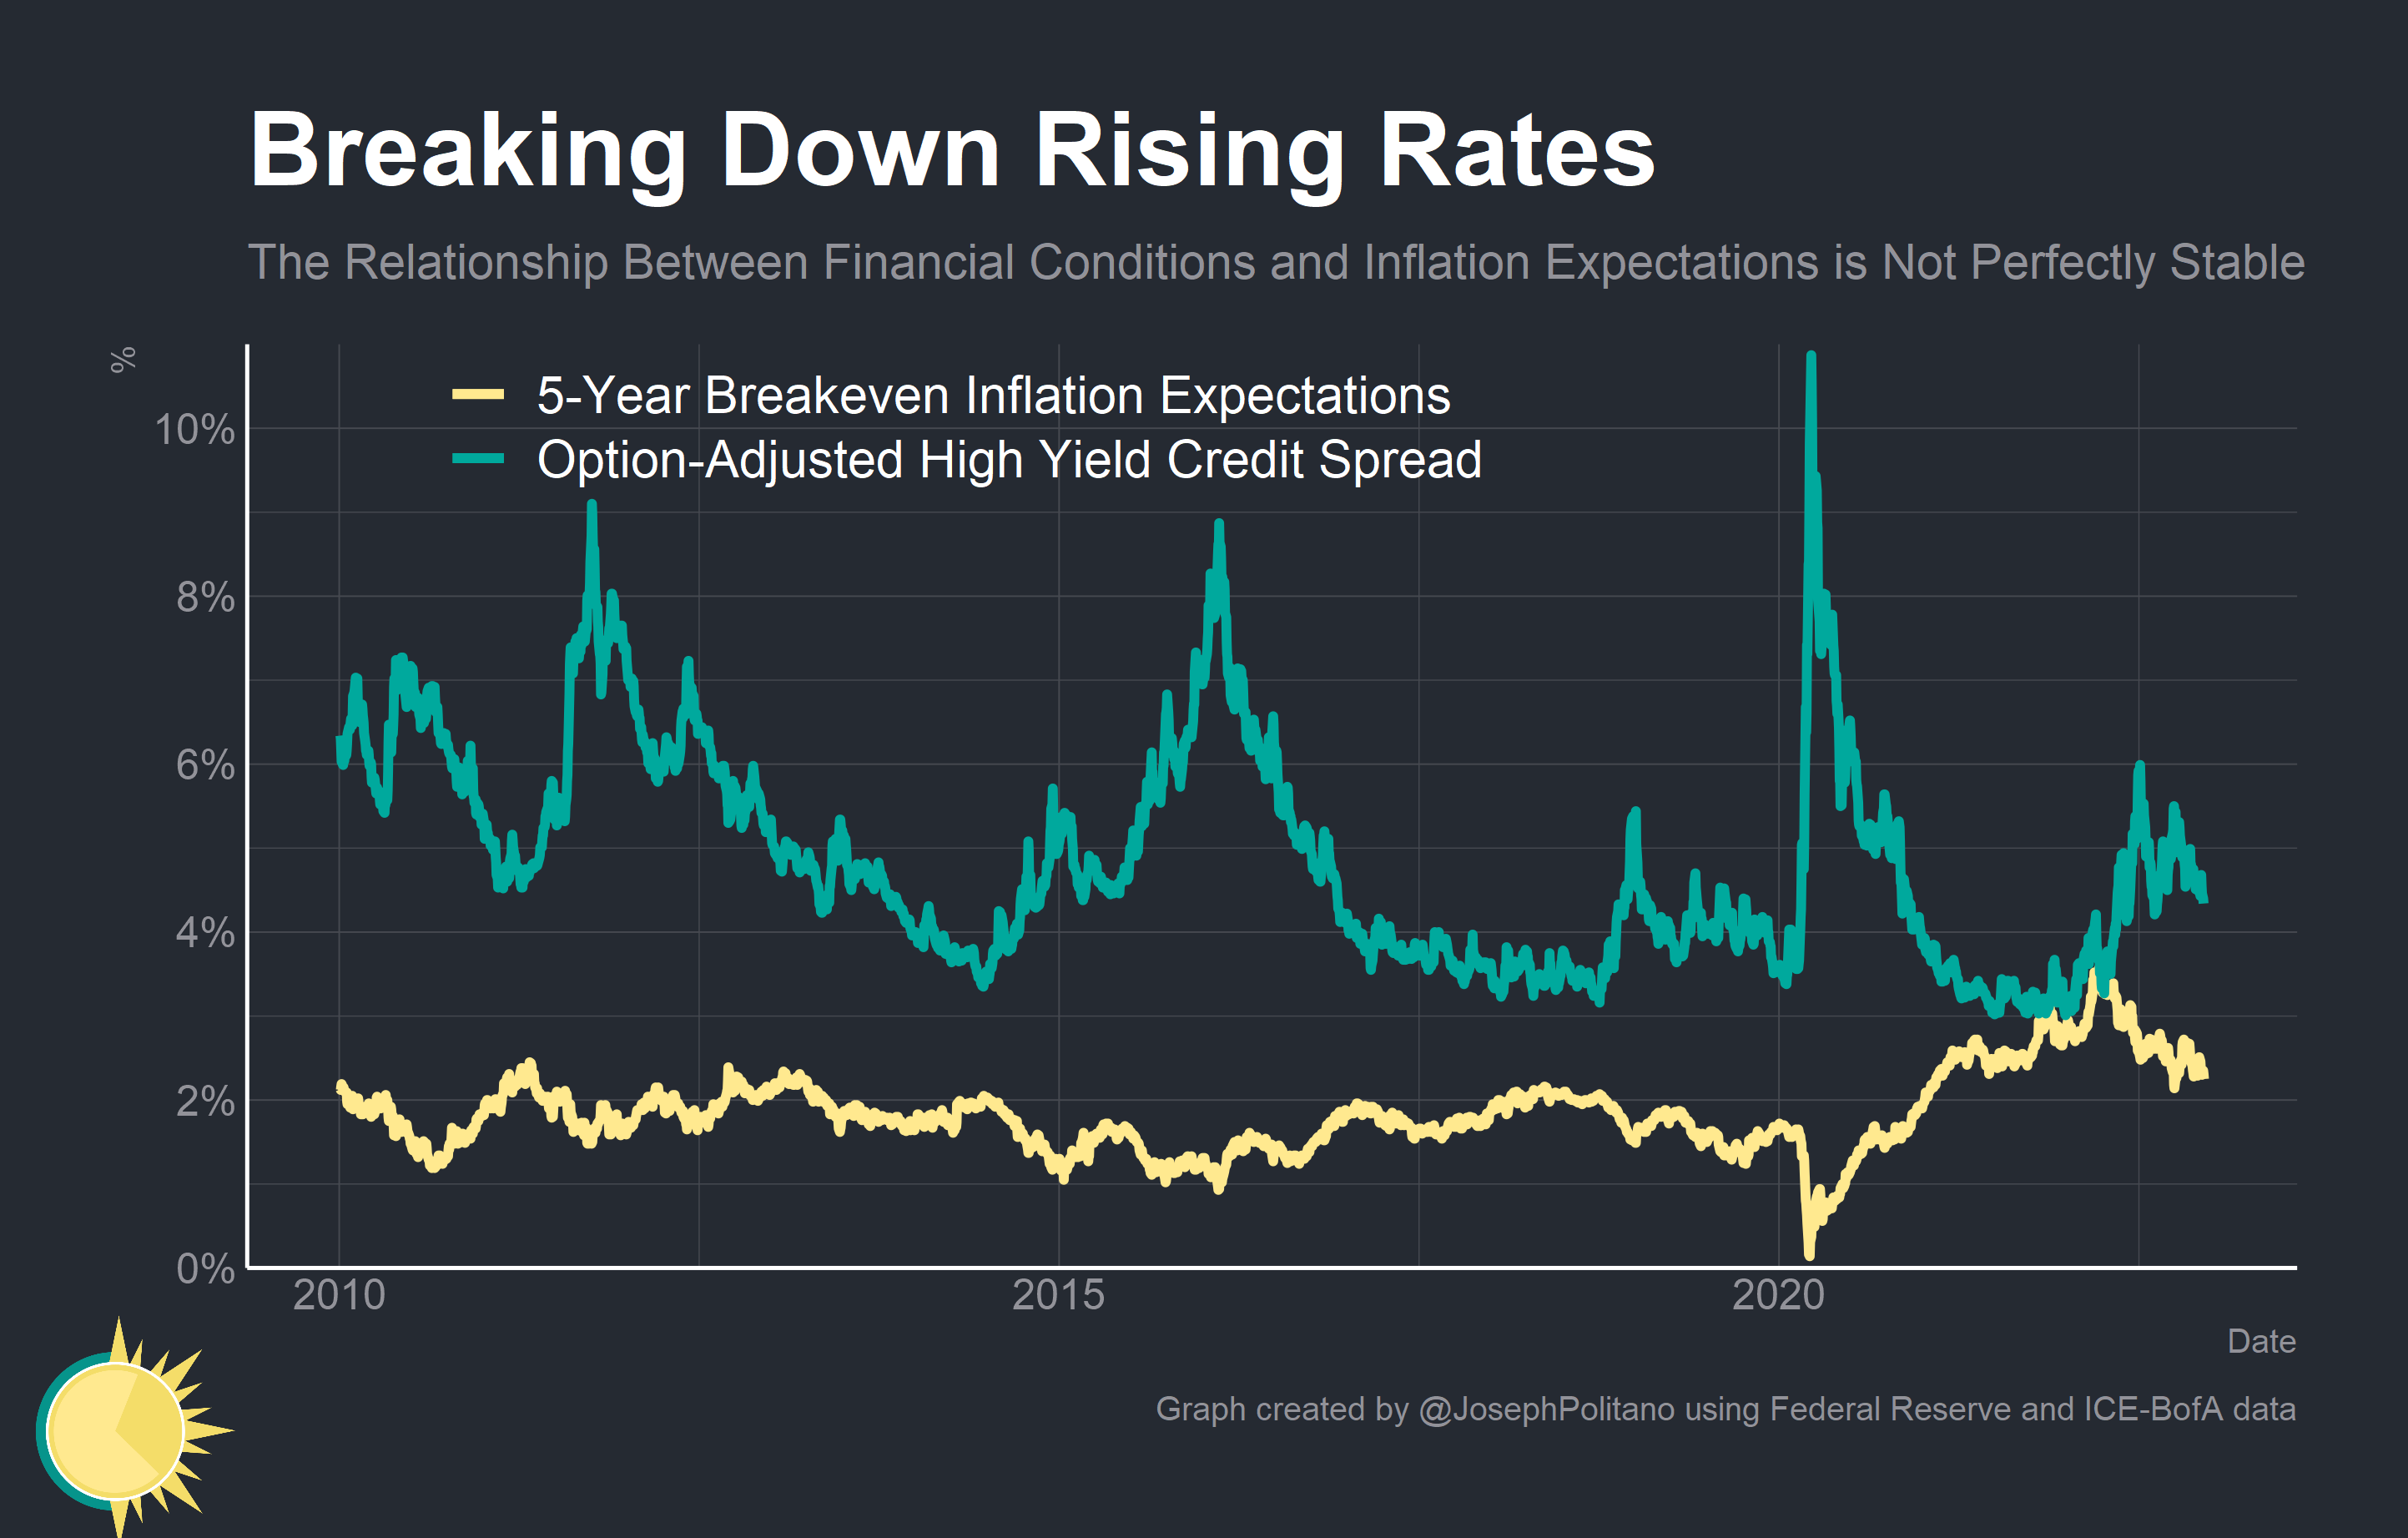 Breaking Down Rising Rates
The Relationship Between Financial Conditions and Inflation Expectations is Not Perfectly Stable
%
5-Year Breakeven Inflation Expectations
Option-Adjusted High Yield Credit Spread
10%
8%
6%
4%
2%
0%
2010
2015
2020
Date
Graph created by @JosephPolitano using Federal Reserve and ICE-BofA data